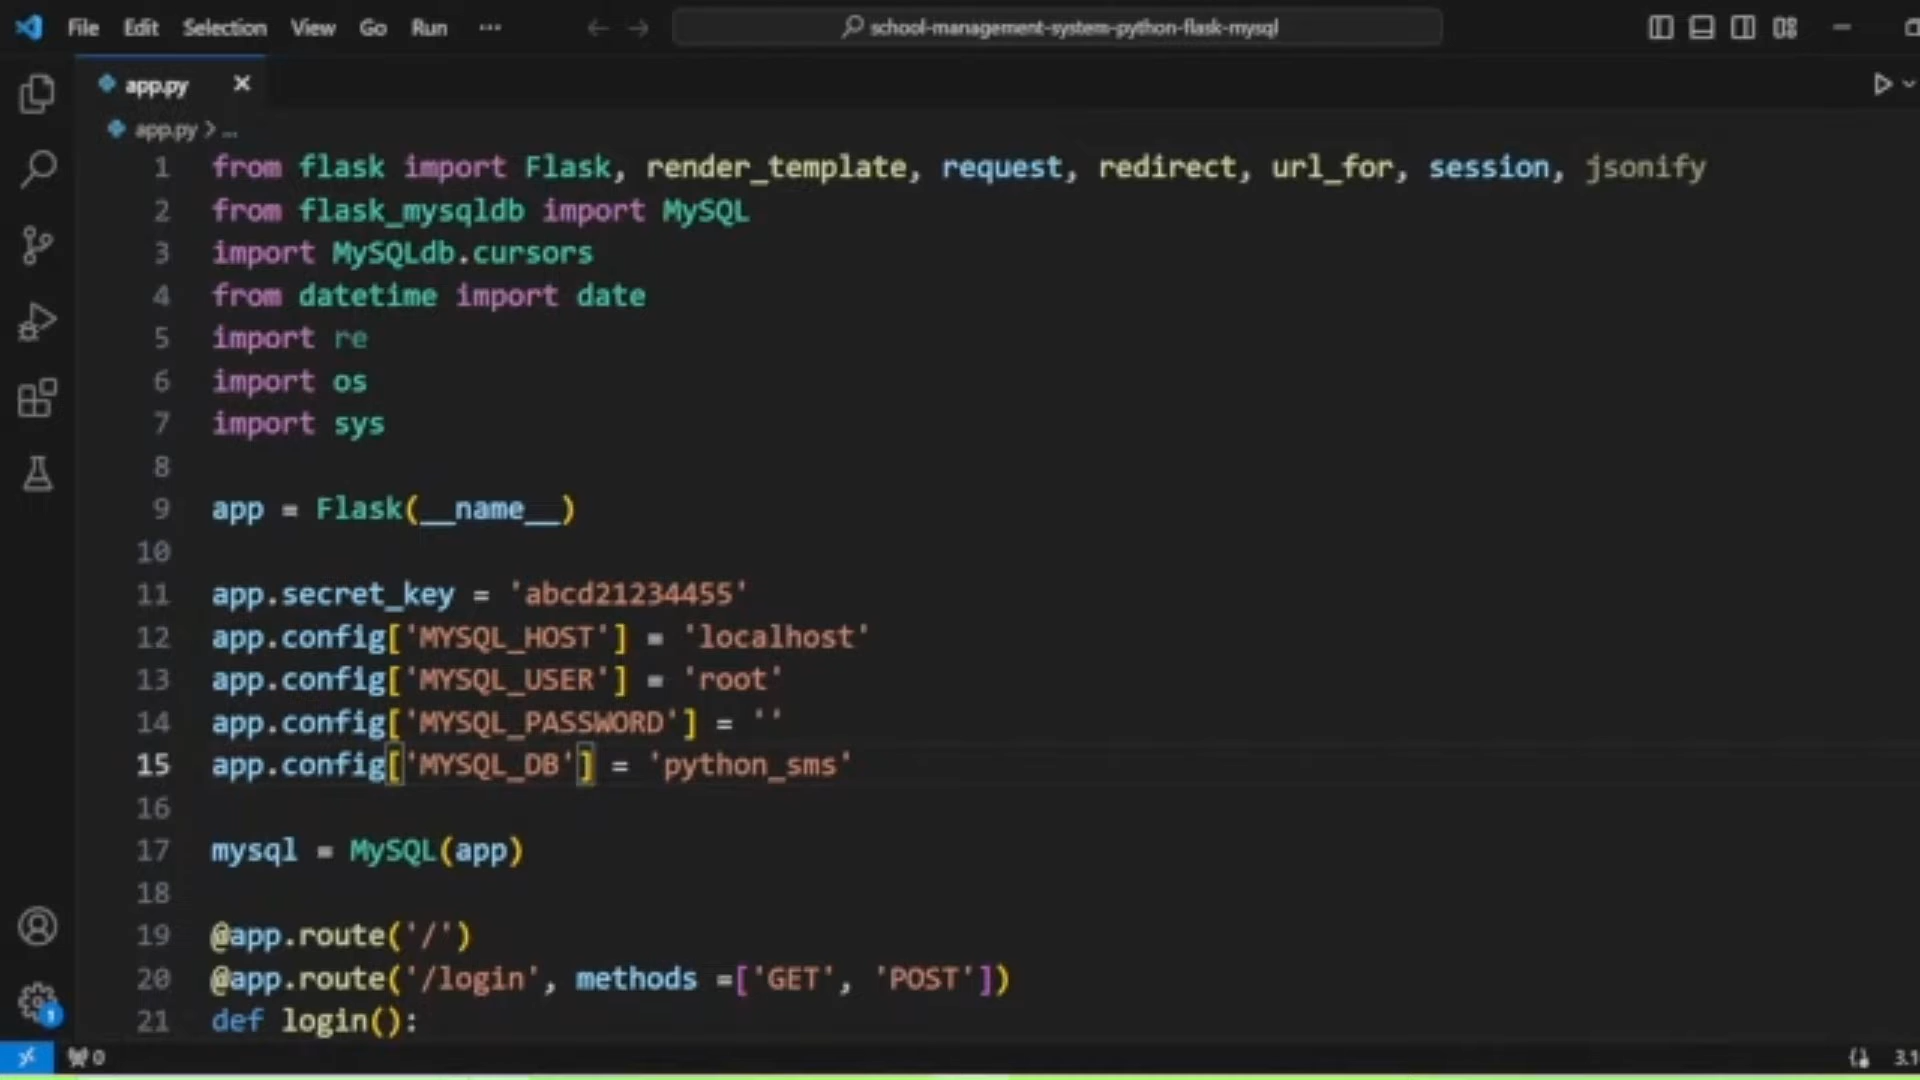 File Edit Selection View Go Run ···
school-management-system-python-flask-mysql
app.py
app.py > ...
1 from flask import Flask, render_template, request, redirect, url_for, session, jsonify
2 from flask_mysqldb import MySQL
3 import MySQLdb.cursors
4 from datetime import date
5 import re
6 import os
7 import sys
8
9 app = Flask(__name__)
10
11 app.secret_key = 'abcd21234455'
12 app.config['MYSQL_HOST'] = 'localhost'
13 app.config['MYSQL_USER'] = 'root'
14 app.config['MYSQL_PASSWORD'] = ''
15 app.config['MYSQL_DB'] = 'python_sms'
16
17 mysql = MySQL(app)
18
19 @app.route('/')
20 @app.route('/login', methods =['GET', 'POST'])
21 def login():
1
0
3.1